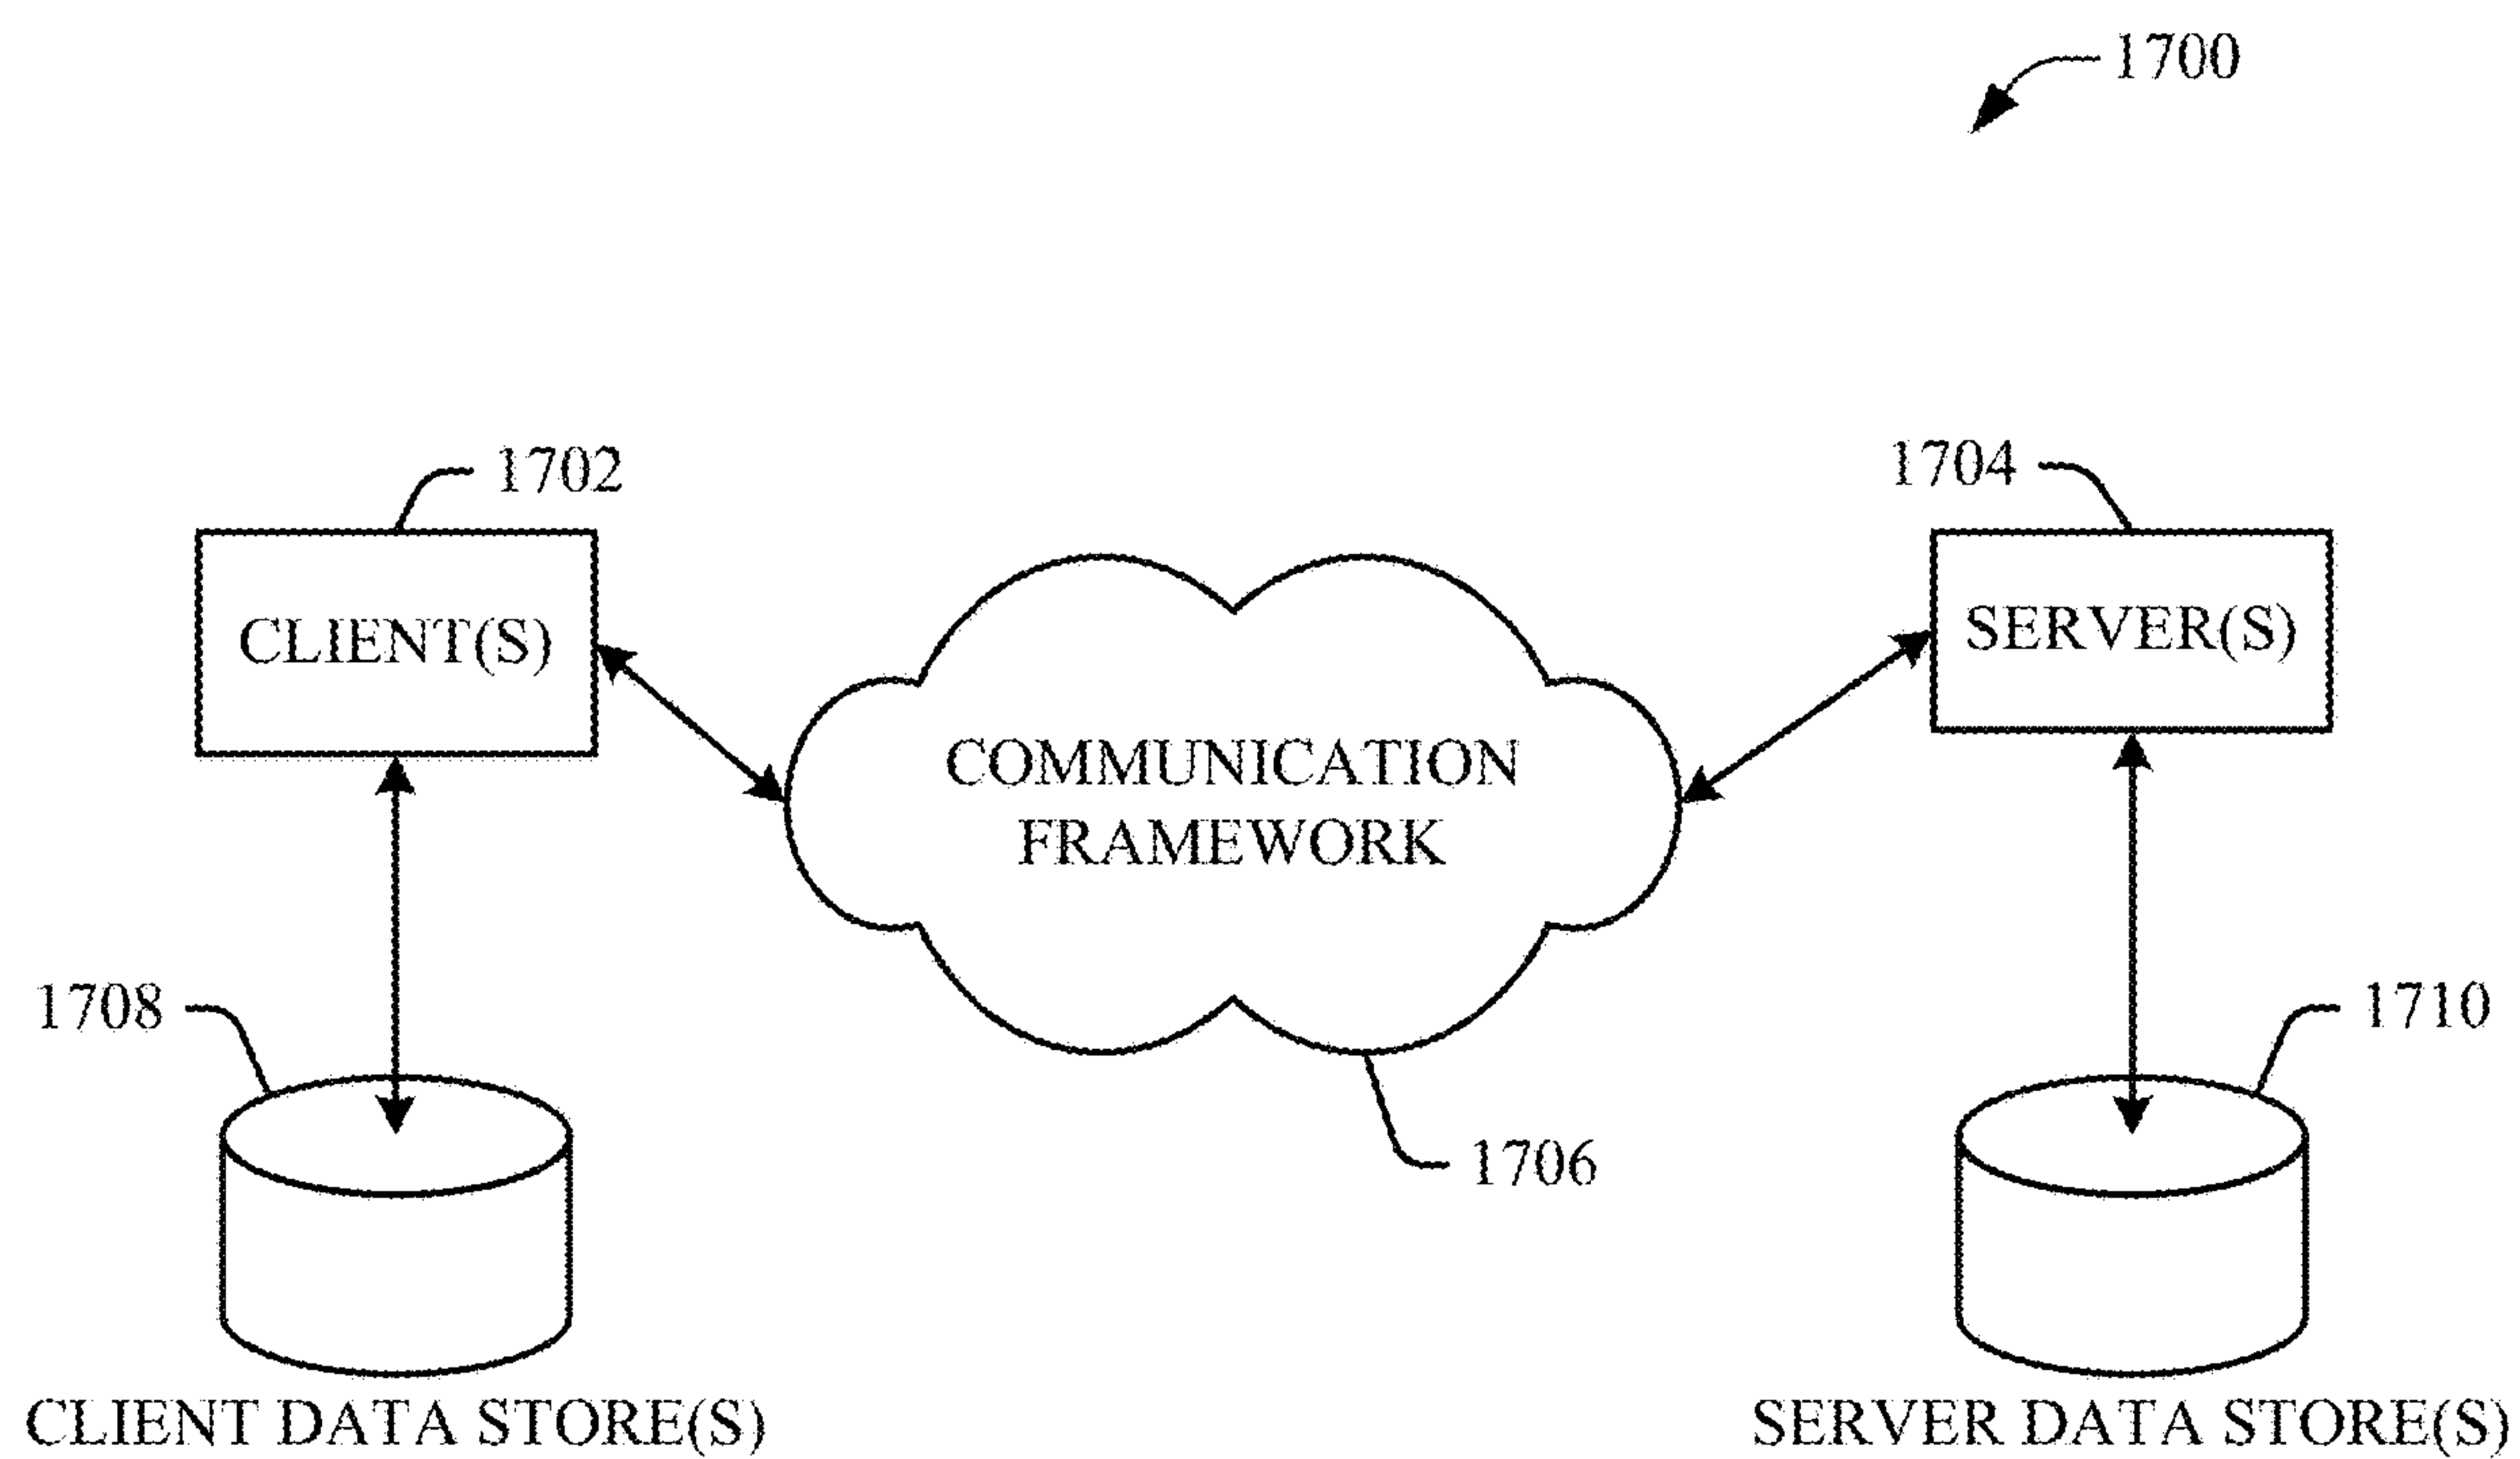 1700
1702
1704
CLIENT(S)
SERVER(S)
COMMUNICATION
FRAMEWORK
1708
1710
1706
CLIENT DATA STORE(S)
SERVER DATA STORE(S)